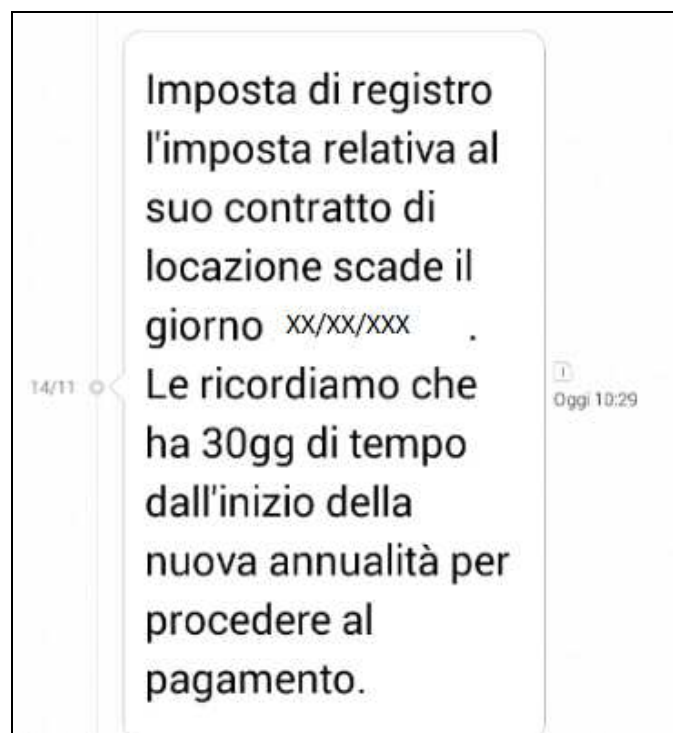 Imposta di registro
l'imposta relativa al
suo contratto di
locazione scade il
giorno XX/XX/XXX .
14/11 Le ricordiamo che
Oggi 10:29
ha 30gg di tempo
dall'inizio della
nuova annualità per
procedere al
pagamento.